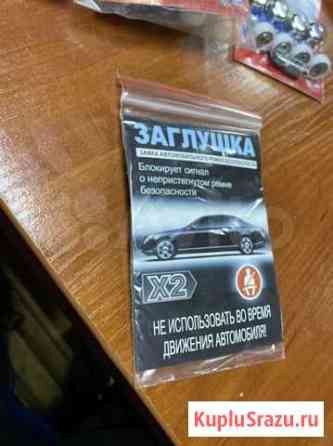 ЗАГЛУШКА
ЗАМКА АВТОМОБИЛЬНОГО РЕМНЯ БЕЗОПАСНОСТИ
Блокирует сигнал
о непристегнутом ремне
безопасности
X2
НЕ ИСПОЛЬЗОВАТЬ ВО ВРЕМЯ
ДВИЖЕНИЯ АВТОМОБИЛЯ!
KupluSrazu.ru